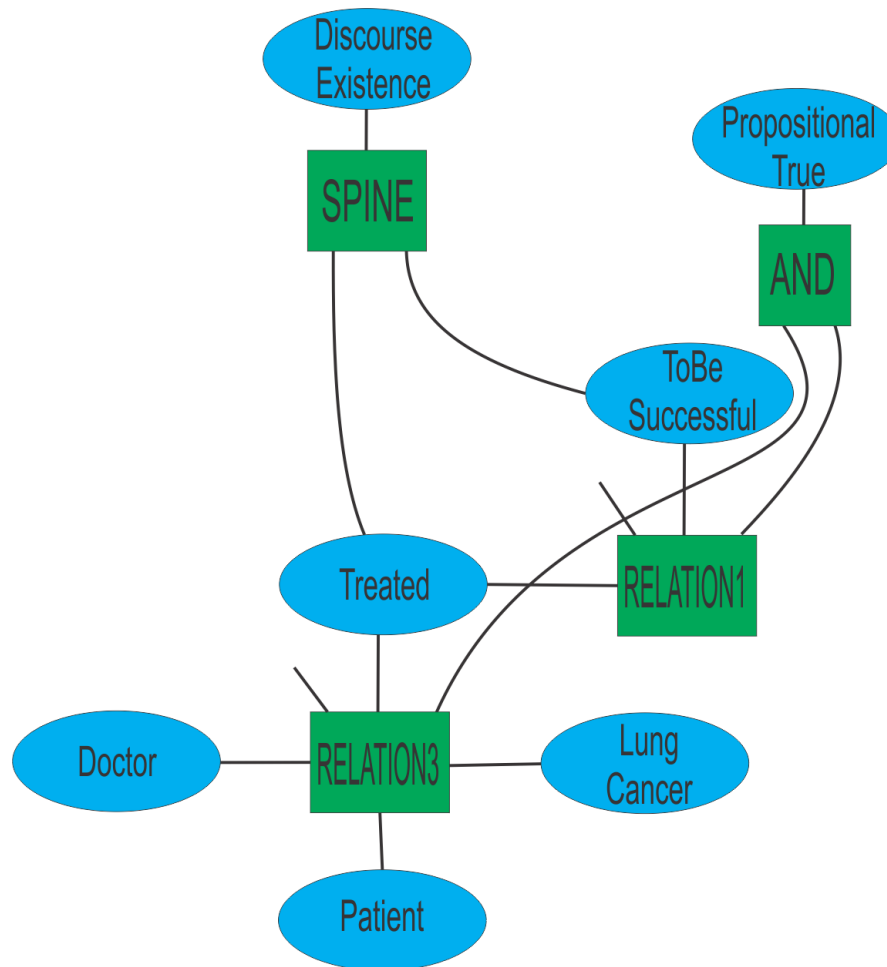 Discourse
Existence
Propositional
True
SPINE
AND
ToBe
Successful
Treated
RELATION1
Doctor
RELATION3
Lung
Cancer
Patient